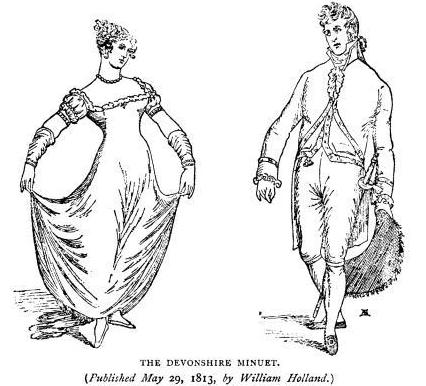 THE DEVONSHIRE MINUET.
(Published May 29, 1813, by William Holland.)